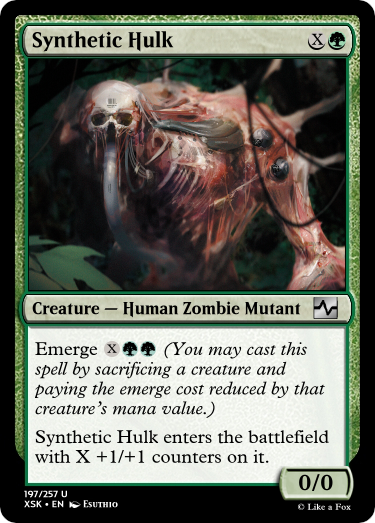 Synthetic Hulk X
Creature — Human Zombie Mutant
Emerge X (You may cast this
spell by sacrificing a creature and
paying the emerge cost reduced by that
creature's mana value.)
Synthetic Hulk enters the battlefield
with X +1/+1 counters on it.
0/0
197/257 U
XSK • EN Esuthio
© Like a Fox